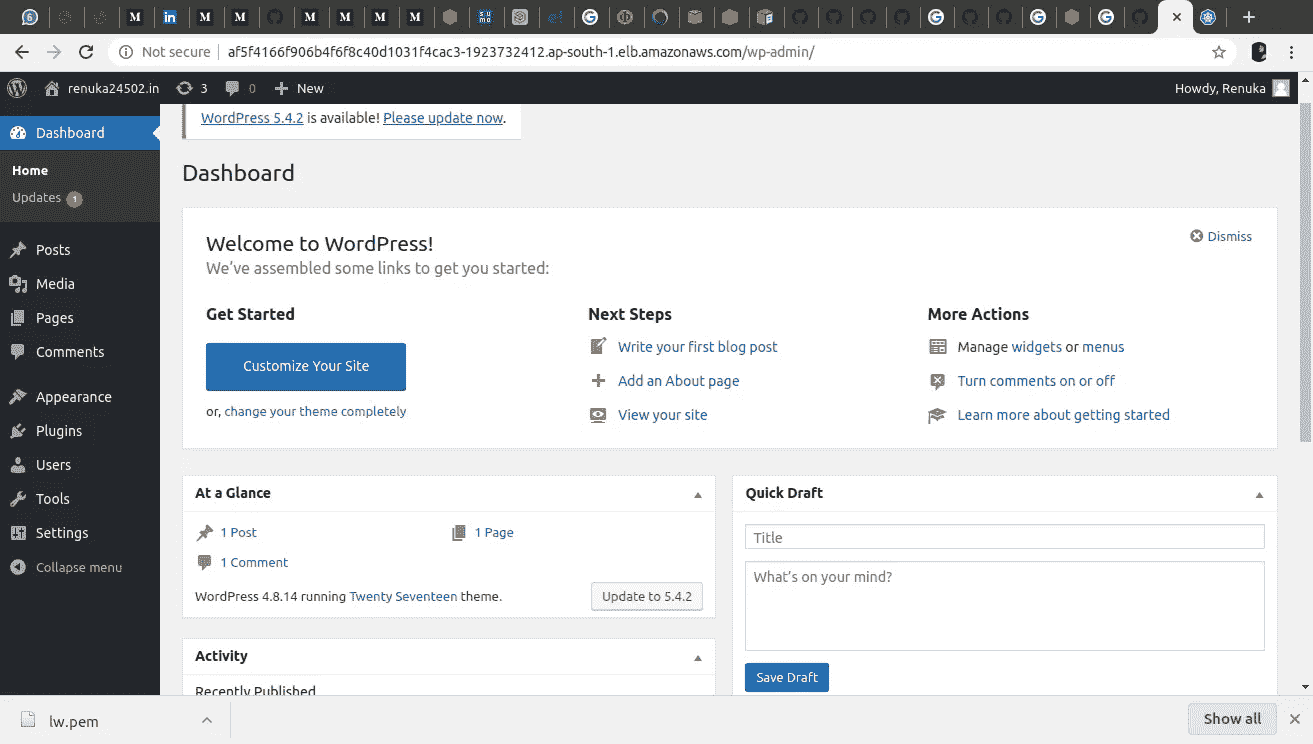 Not secure af5f4166f906b4f6f8c40d1031f4cac3-1923732412.ap-south-1.elb.amazonaws.com/wp-admin/
renuka24502.in 3 0 New Howdy, Renuka
WordPress 5.4.2 is available! Please update now.
Dashboard
Home
Updates 1
Posts
Media
Pages
Comments
Appearance
Plugins
Users
Tools
Settings
Collapse menu
Dashboard
Welcome to WordPress!
We've assembled some links to get you started:
Dismiss
Get Started
Customize Your Site
or, change your theme completely
Next Steps
Write your first blog post
Add an About page
View your site
More Actions
Manage widgets or menus
Turn comments on or off
Learn more about getting started
At a Glance
1 Post 1 Page
1 Comment
WordPress 4.8.14 running Twenty Seventeen theme.
Update to 5.4.2
Activity
Recently Published
Quick Draft
Title
What's on your mind?
Save Draft
lw.pem
Show all